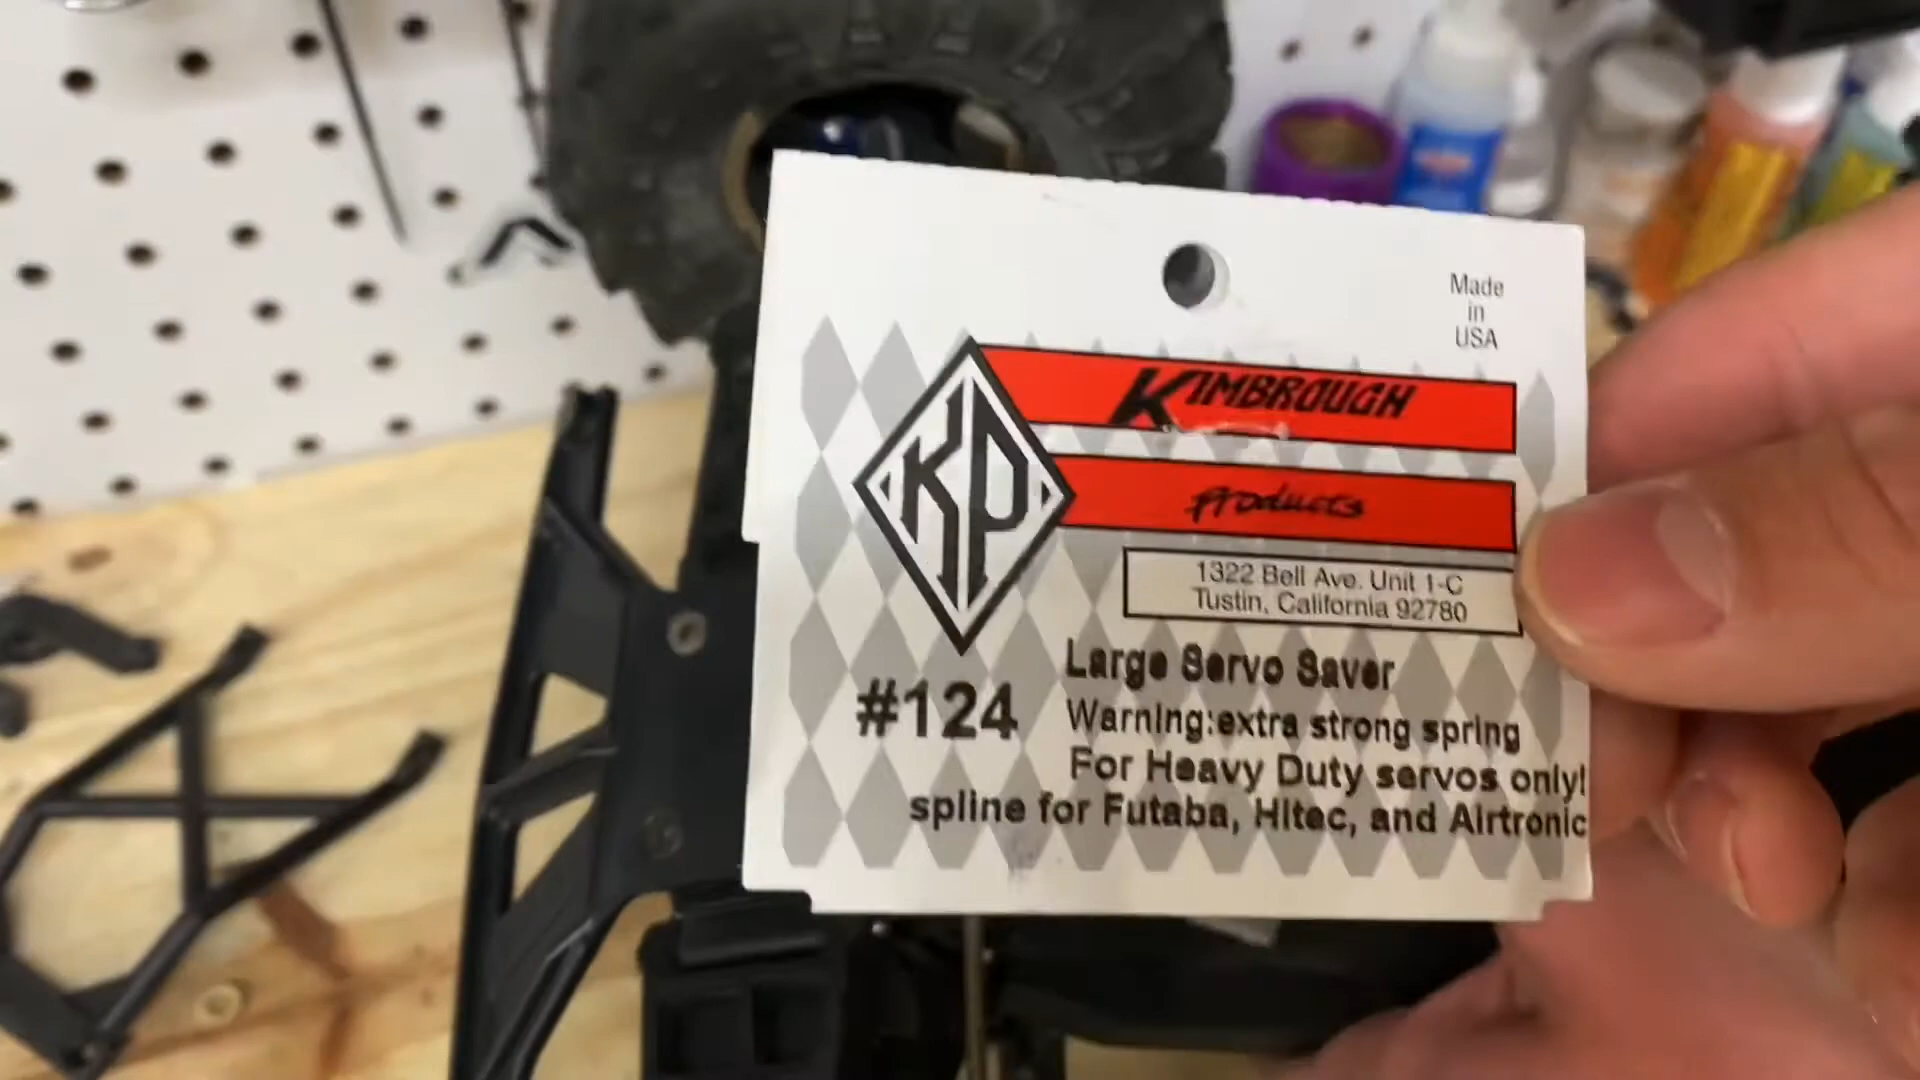 Made
in
USA
KIMBROUGH
KP
products
1322 Bell Ave. Unit 1-C
Tustin, California 92780
Large Servo Saver
#124
Warning:extra strong spring
For Heavy Duty servos only!
spline for Futaba, Hitec, and Airtronic